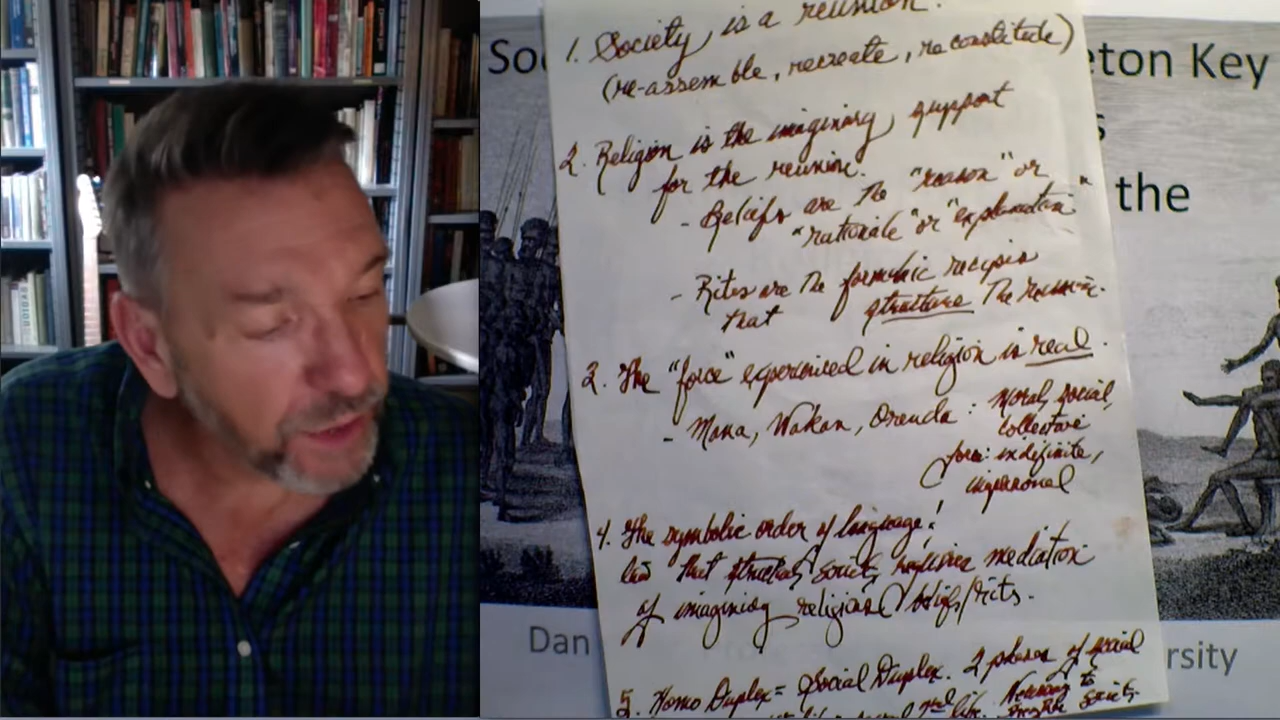 1. Society is a reunion.
(re-assemble, recreate, reconstitute)
2. Religion is the imaginary support
for the reunion.
- Beliefs are the "reason" or
"rationale" or "explanation"
- Rites are the formulaic recipes
that structure the reunion.
3. The "force" experienced in religion is real.
- Mana, Wakan, Orenda : Moral, social,
collective
force: indefinite,
impersonal
4. The symbolic order of language/
law that structures society requires mediation
of imaginary religious beliefs/rites.
5. Homo Duplex = Social Duplex. 2 phases of social
eton Key
the
Dan
rsity